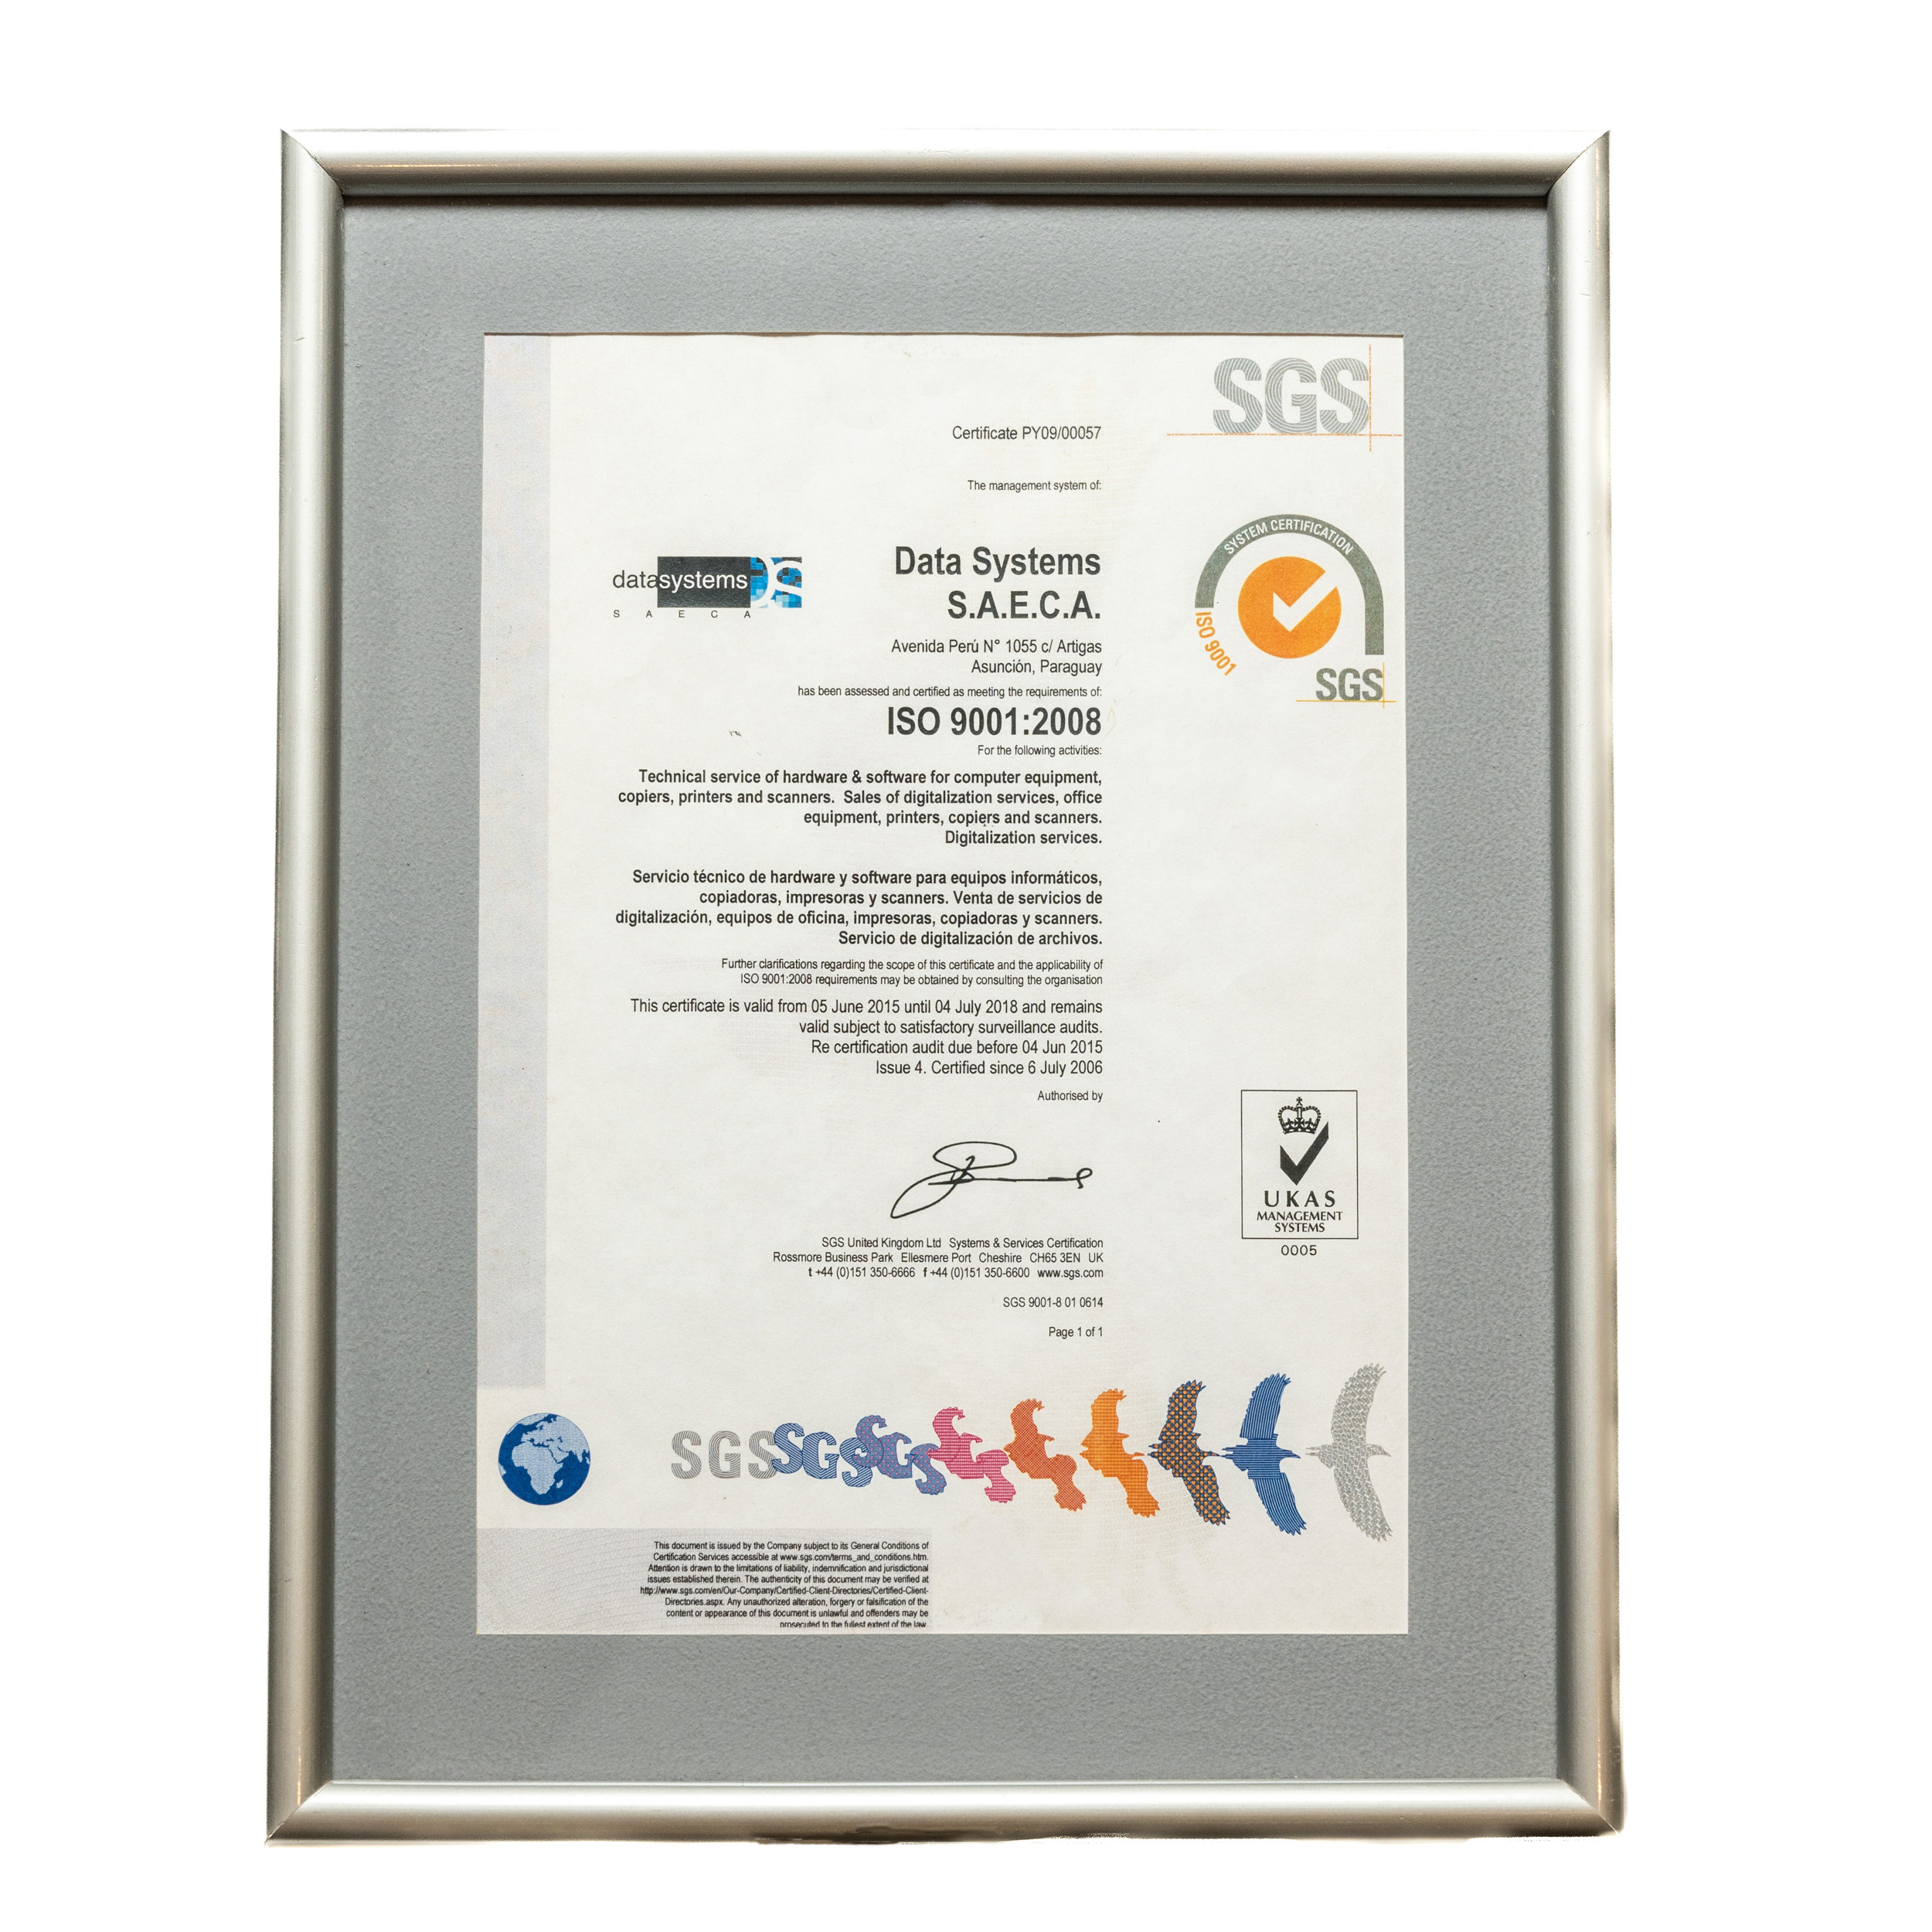 SGS
Certificate PY09/00057
The management system of:
datasystems
S A E C A
Data Systems
S.A.E.C.A.
SYSTEM CERTIFICATION
ISO 9001
SGS
Avenida Perú N° 1055 c/ Artigas
Asunción, Paraguay
has been assessed and certified as meeting the requirements of:
ISO 9001:2008
For the following activities:
Technical service of hardware & software for computer equipment,
copiers, printers and scanners. Sales of digitalization services, office
equipment, printers, copiers and scanners.
Digitalization services.
Servicio técnico de hardware y software para equipos informáticos,
copiadoras, impresoras y scanners. Venta de servicios de
digitalización, equipos de oficina, impresoras, copiadoras y scanners.
Servicio de digitalización de archivos.
Further clarifications regarding the scope of this certificate and the applicability of
ISO 9001:2008 requirements may be obtained by consulting the organisation
This certificate is valid from 05 June 2015 until 04 July 2018 and remains
valid subject to satisfactory surveillance audits.
Re certification audit due before 04 Jun 2015
Issue 4. Certified since 6 July 2006
Authorised by
UKAS
MANAGEMENT
SYSTEMS
0005
SGS United Kingdom Ltd Systems & Services Certification
Rossmore Business Park Ellesmere Port Cheshire CH65 3EN UK
t +44 (0)151 350-6666 f +44 (0)151 350-6600 www.sgs.com
SGS 9001-8 01 0614
Page 1 of 1
SGS SGS SGS
This document is issued by the Company subject to its General Conditions of
Certification Services accessible at www.sgs.com/terms_and_conditions.htm.
Attention is drawn to the limitations of liability, indemnification and jurisdictional
issues established therein. The authenticity of this document may be verified at
http://www.sgs.com/en/Our-Company/Certified-Client-Directories/Certified-Client-
Directories.aspx. Any unauthorized alteration, forgery or falsification of the
content or appearance of this document is unlawful and offenders may be
prosecuted to the fullest extent of the law.